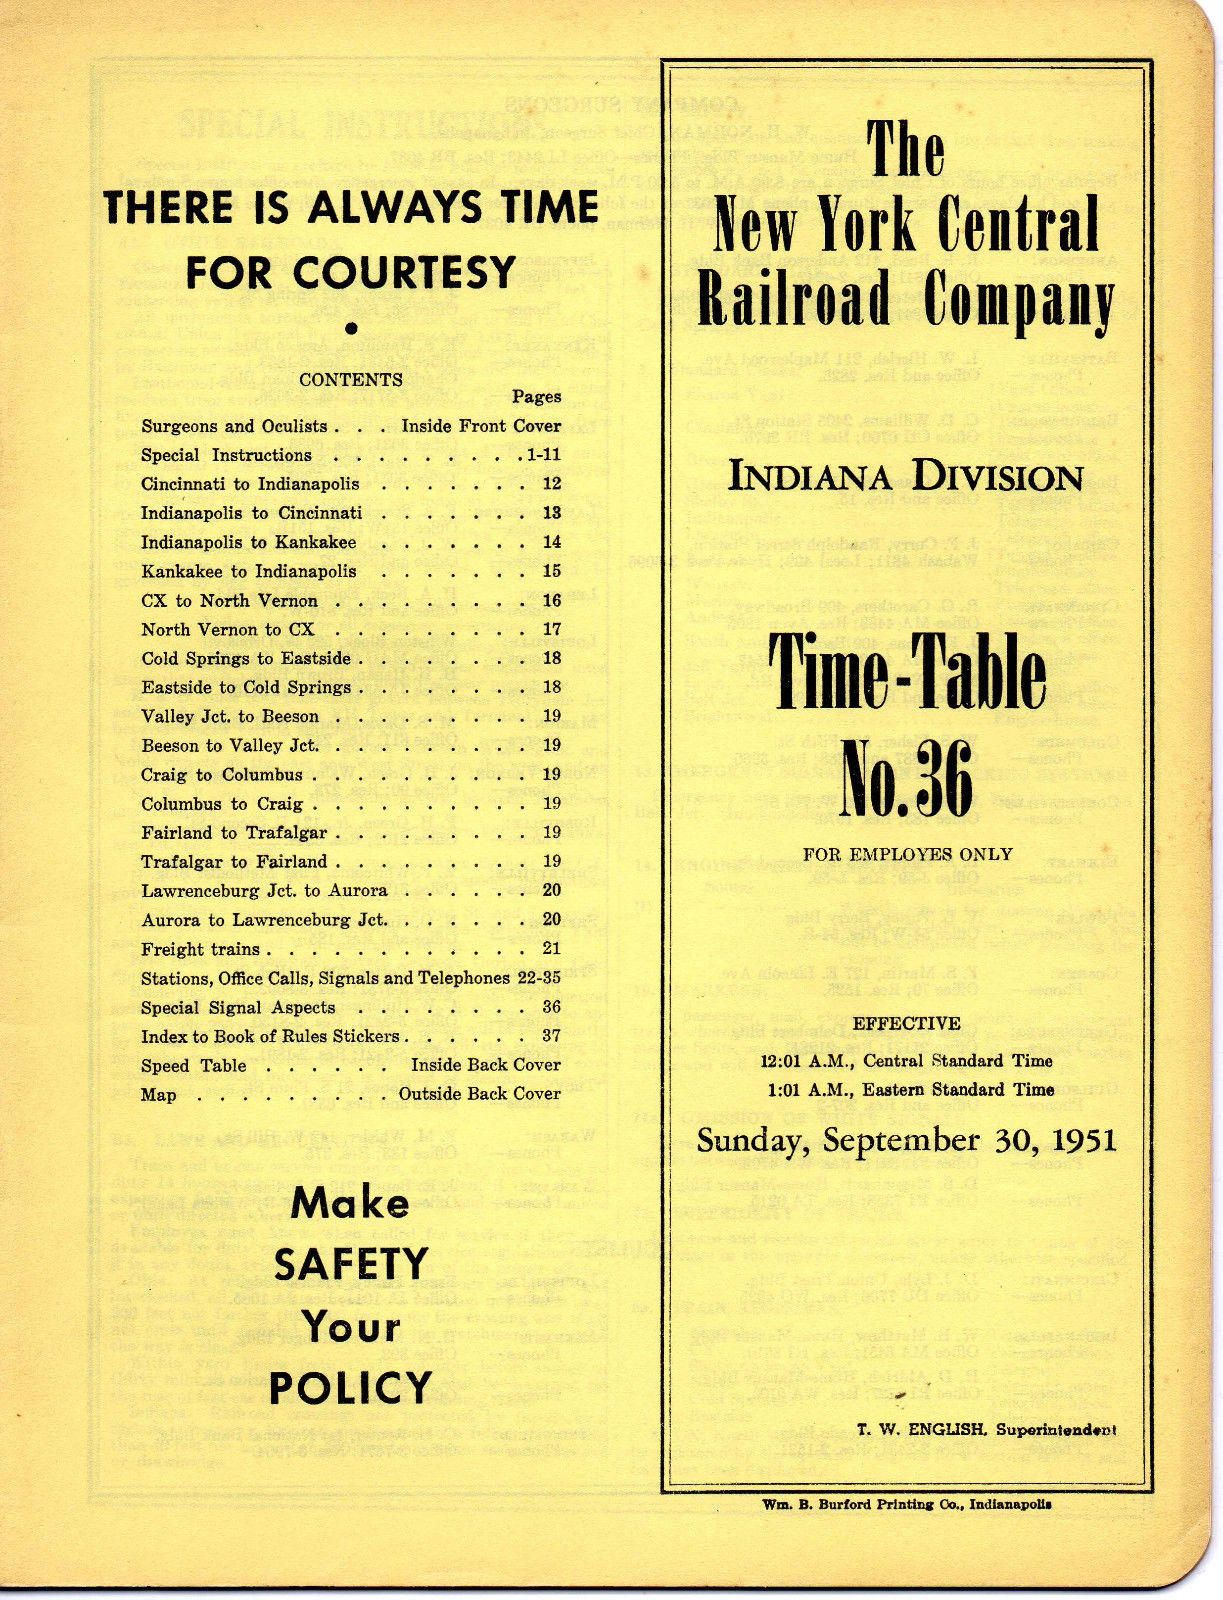 THERE IS ALWAYS TIME
FOR COURTESY
•
CONTENTS
Pages
Surgeons and Oculists . . . Inside Front Cover
Special Instructions . . . . . . . . . 1-11
Cincinnati to Indianapolis . . . . . . . 12
Indianapolis to Cincinnati . . . . . . . 13
Indianapolis to Kankakee . . . . . . . 14
Kankakee to Indianapolis . . . . . . . 15
CX to North Vernon . . . . . . . . . 16
North Vernon to CX . . . . . . . . . 17
Cold Springs to Eastside . . . . . . . . 18
Eastside to Cold Springs . . . . . . . . 18
Valley Jct. to Beeson . . . . . . . . . 19
Beeson to Valley Jct. . . . . . . . . . 19
Craig to Columbus . . . . . . . . . . 19
Columbus to Craig . . . . . . . . . . 19
Fairland to Trafalgar . . . . . . . . . 19
Trafalgar to Fairland . . . . . . . . . 19
Lawrenceburg Jct. to Aurora . . . . . . 20
Aurora to Lawrenceburg Jct. . . . . . . 20
Freight trains . . . . . . . . . . . . 21
Stations, Office Calls, Signals and Telephones 22-35
Special Signal Aspects . . . . . . . . 36
Index to Book of Rules Stickers . . . . . . 37
Speed Table . . . . . . Inside Back Cover
Map . . . . . . . . . Outside Back Cover
Make
SAFETY
Your
POLICY
The
New York Central
Railroad Company
INDIANA DIVISION
Time-Table
No. 36
FOR EMPLOYES ONLY
EFFECTIVE
12:01 A.M., Central Standard Time
1:01 A.M., Eastern Standard Time
Sunday, September 30, 1951
T. W. ENGLISH, Superintendent
Wm. B. Burford Printing Co., Indianapolis